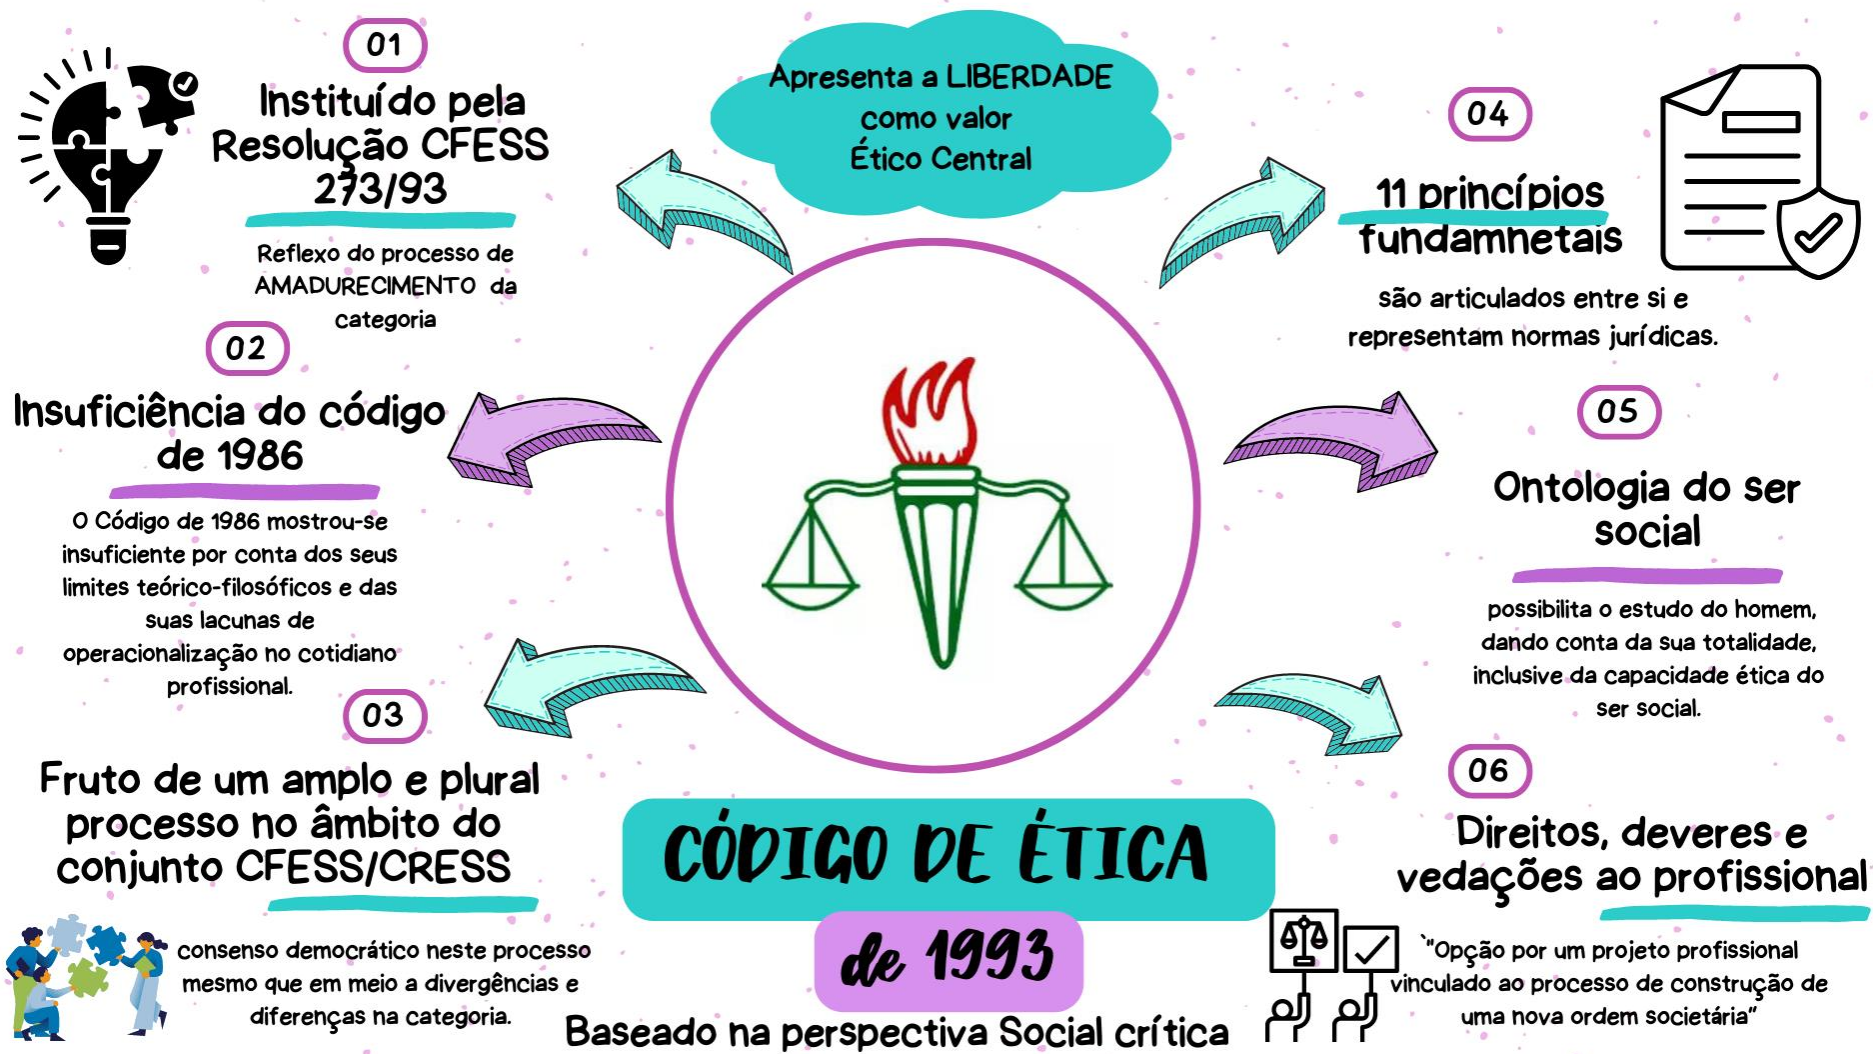 01
Instituído pela
Resolução CFESS
273/93
Reflexo do processo de
AMADURECIMENTO da
categoria
02
Insuficiência do código
de 1986
O Código de 1986 mostrou-se
insuficiente por conta dos seus
limites teórico-filosóficos e das
suas lacunas de
operacionalização no cotidiano
profissional.
03
Fruto de um amplo e plural
processo no âmbito do
conjunto CFESS/CRESS
consenso democrático neste processo
mesmo que em meio a divergências e
diferenças na categoria.
Apresenta a LIBERDADE
como valor
Ético Central
CÓDIGO DE ÉTICA
de 1993
Baseado na perspectiva Social crítica
04
11 princípios
fundamnetais
são articulados entre si e
representam normas jurídicas.
05
Ontologia do ser
social
possibilita o estudo do homem,
dando conta da sua totalidade,
inclusive da capacidade ética do
ser social.
06
Direitos, deveres e
vedações ao profissional
`"Opção por um projeto profissional
vinculado ao processo de construção de
uma nova ordem societária"